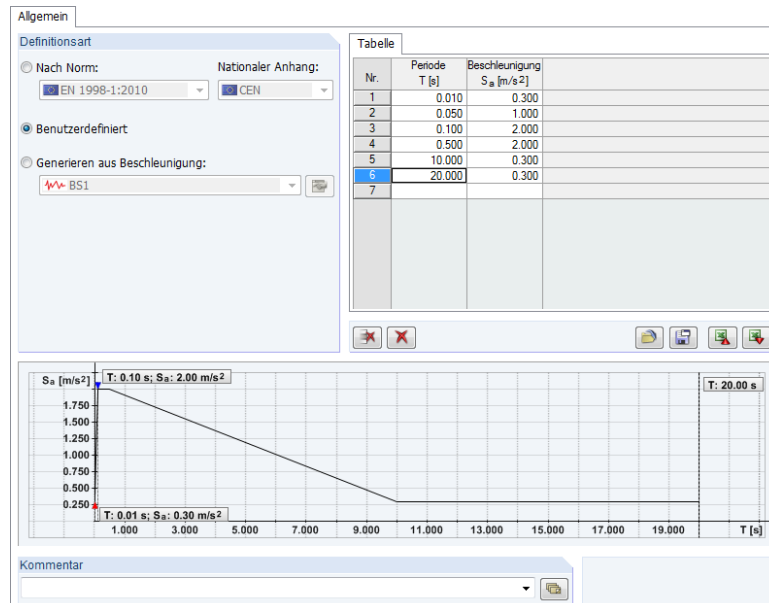 Allgemein
Definitionsart
Nach Norm: Nationaler Anhang:
EN 1998-1:2010 CEN
Benutzerdefiniert
Generieren aus Beschleunigung:
BS1
Tabelle
Nr. Periode T [s] Beschleunigung Sa [m/s2]
1 0.010 0.300
2 0.050 1.000
3 0.100 2.000
4 0.500 2.000
5 10.000 0.300
6 20.000 0.300
7
Sa [m/s2] T: 0.10 s; Sa: 2.00 m/s2 T: 20.00 s
1.750
1.500
1.250
1.000
0.750
0.500
0.250
T: 0.01 s; Sa: 0.30 m/s2
1.000 3.000 5.000 7.000 9.000 11.000 13.000 15.000 17.000 19.000 T [s]
Kommentar